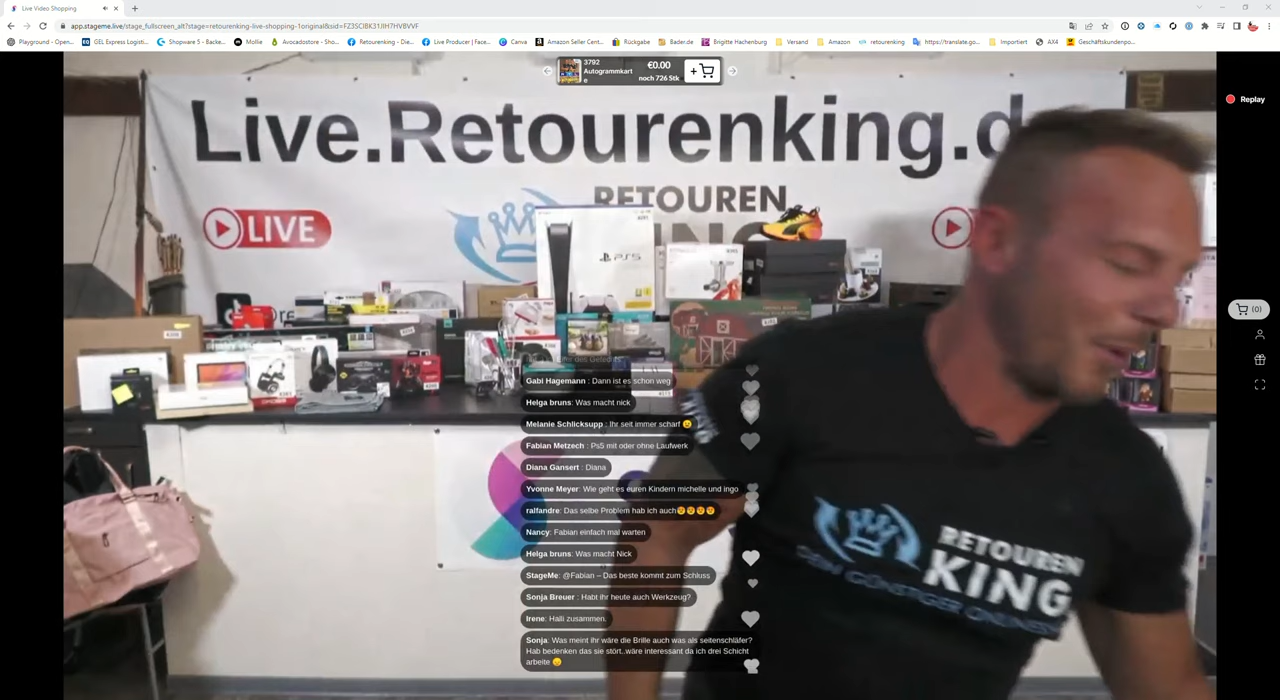 Live Video Shopping
app.stageme.live/stage_fullscreen_alt?stage=retourenking-live-shopping-1original&sid=FZ3SCIBK31JIH7HVBVVF
Playground - Open...
GEL Express Logisti...
Shopware 5 - Backe...
Mollie
Avocadostore - Sho...
Retourenking - Die...
Live Producer | Face...
Canva
Amazon Seller Cent...
Rückgabe
Bader.de
Brigitte Hachenburg
Versand
Amazon
retourenking
https://translate.go...
Importiert
AX4
Geschäftskundenpo...
3792
Autogrammkart
e
€0.00
noch 726 Stk
+
Replay
Live.Retourenking.d
RETOUREN
LIVE
PS5
(0)
Gabi Hagemann : Dann ist es schon weg
Helga bruns: Was macht nick
Melanie Schlicksupp : Ihr seit immer scharf 😉
Fabian Metzech : Ps5 mit oder ohne Laufwerk
Diana Gansert : Diana
Yvonne Meyer: Wie geht es euren Kindern michelle und ingo
ralfandre: Das selbe Problem hab ich auch😢😢😢😢
Nancy: Fabian einfach mal warten
Helga bruns: Was macht Nick
StageMe: @Fabian – Das beste kommt zum Schluss
Sonja Breuer : Habt ihr heute auch Werkzeug?
Irene: Halli zusammen.
Sonja: Was meint ihr wäre die Brille auch was als seitenschläfer?
Hab bedenken das sie stört..wäre interessant da ich drei Schicht
arbeite 😕
RETOUREN
KING